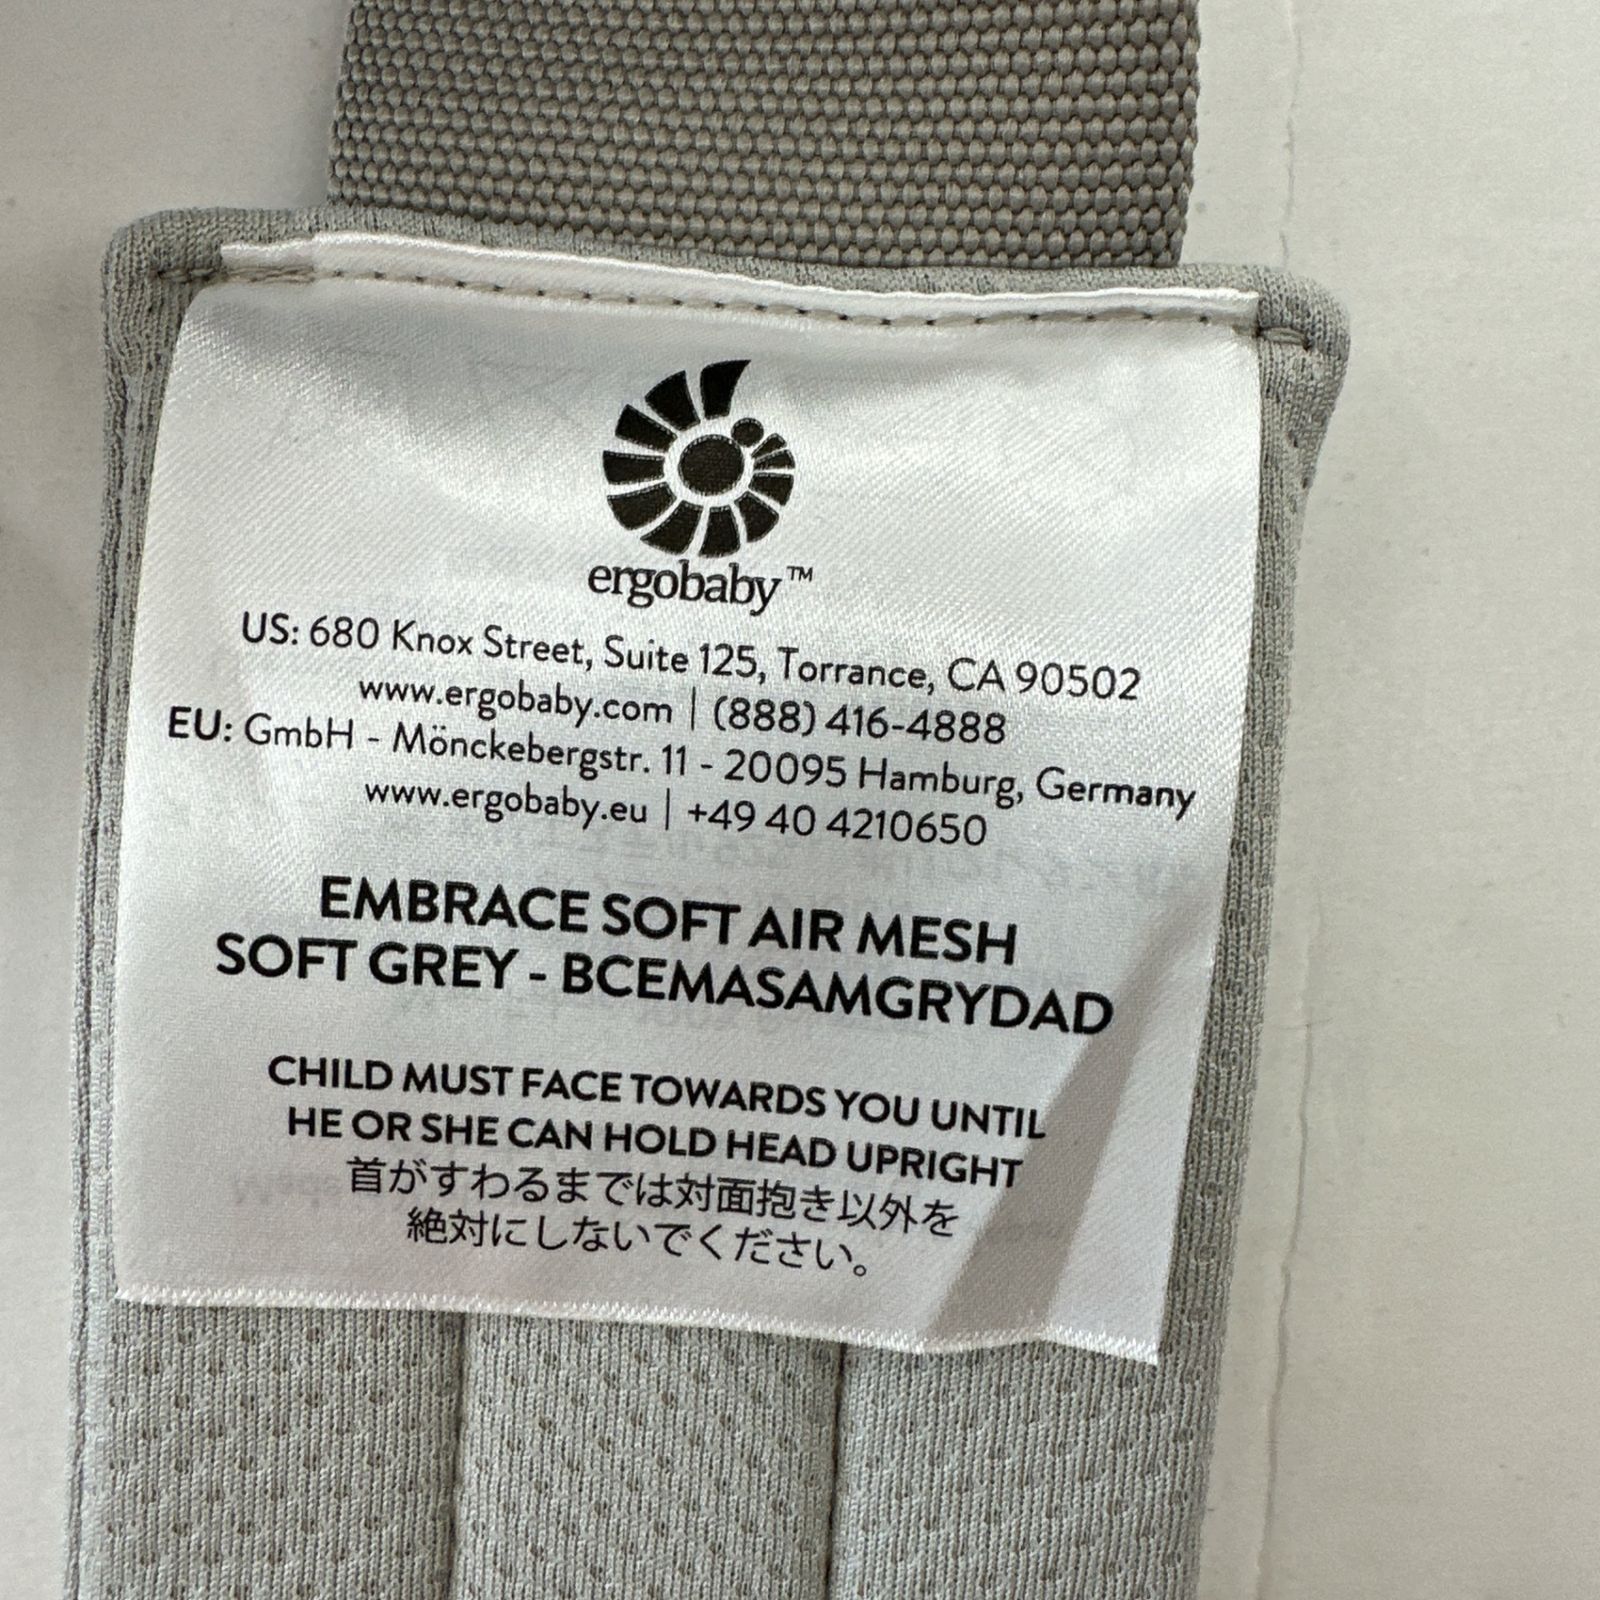 ergobaby™
US: 680 Knox Street, Suite 125, Torrance, CA 90502
www.ergobaby.com | (888) 416-4888
EU: GmbH - Mönckebergstr. 11 - 20095 Hamburg, Germany
www.ergobaby.eu | +49 40 4210650
EMBRACE SOFT AIR MESH
SOFT GREY - BCEMASAMGRYDAD
CHILD MUST FACE TOWARDS YOU UNTIL
HE OR SHE CAN HOLD HEAD UPRIGHT
首がすわるまでは対面抱き以外を
絶対にしないでください。